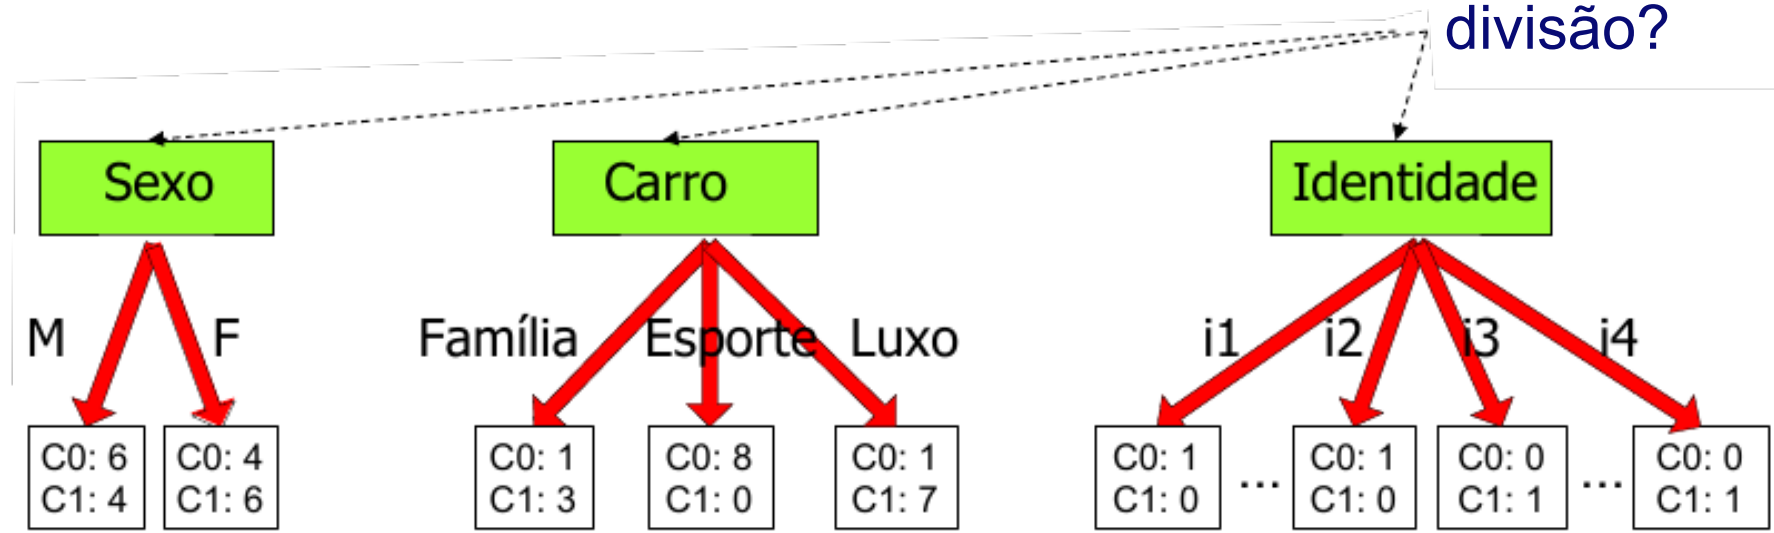 divisão?
Sexo
Carro
Identidade
M
F
Família
Esporte
Luxo
i1
i2
i3
i4
C0: 6
C1: 4
C0: 4
C1: 6
C0: 1
C1: 3
C0: 8
C1: 0
C0: 1
C1: 7
C0: 1
C1: 0
...
C0: 1
C1: 0
C0: 0
C1: 1
...
C0: 0
C1: 1